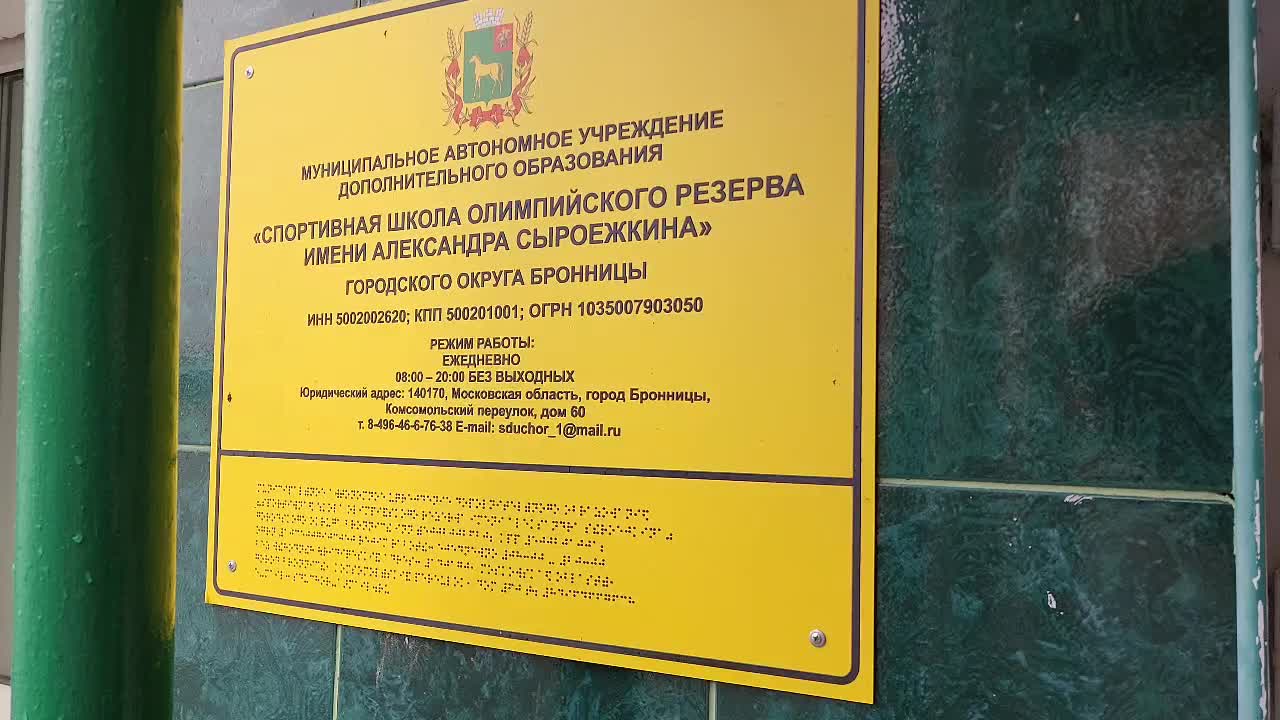 МУНИЦИПАЛЬНОЕ АВТОНОМНОЕ УЧРЕЖДЕНИЕ
ДОПОЛНИТЕЛЬНОГО ОБРАЗОВАНИЯ
«СПОРТИВНАЯ ШКОЛА ОЛИМПИЙСКОГО РЕЗЕРВА
ИМЕНИ АЛЕКСАНДРА СЫРОЕЖКИНА»
ГОРОДСКОГО ОКРУГА БРОННИЦЫ
ИНН 5002002620; КПП 500201001; ОГРН 1035007903050
РЕЖИМ РАБОТЫ:
ЕЖЕДНЕВНО
08:00 – 20:00 БЕЗ ВЫХОДНЫХ
Юридический адрес: 140170, Московская область, город Бронницы,
Комсомольский переулок, дом 60
т. 8-496-46-6-76-38 E-mail: sduchor_1@mail.ru